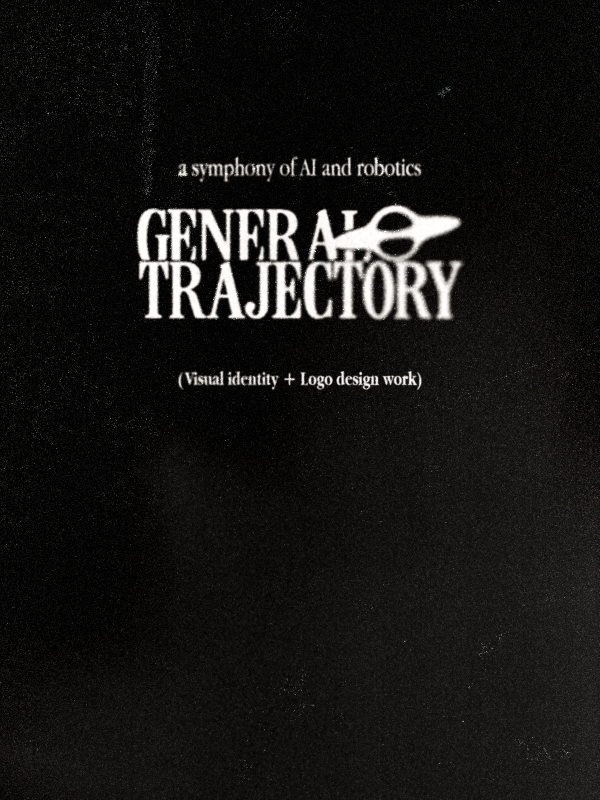 a symphony of AI and robotics
GENERAL
TRAJECTORY
(Visual identity + Logo design work)